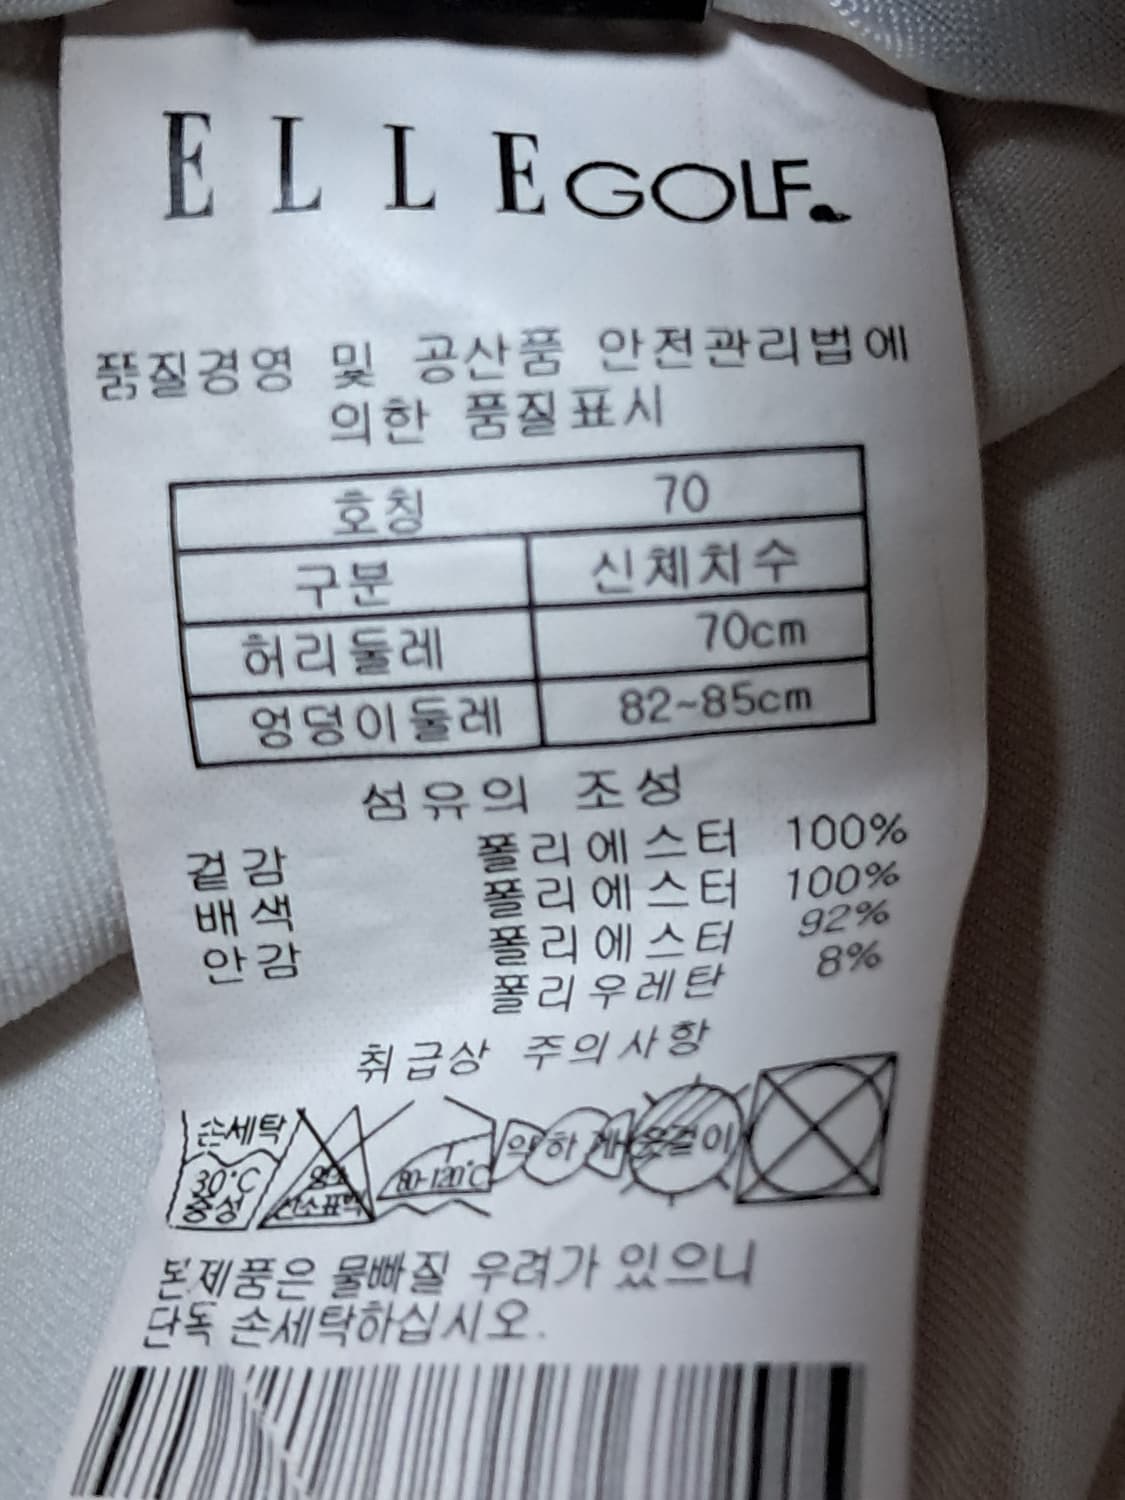 ELLE GOLF
품질경영 및 공산품 안전관리법에
의한 품질표시
호칭 70
구분 신체치수
허리둘레 70cm
엉덩이둘레 82~85cm
섬유의 조성
겉감 폴리에스터 100%
배색 폴리에스터 100%
안감 폴리에스터 92%
폴리우레탄 8%
취급상 주의사항
손세탁 30°C 중성
염소 산소표백
80-120°C
약하게
옷걸이
본제품은 물빠질 우려가 있으니
단독 손세탁하십시오.